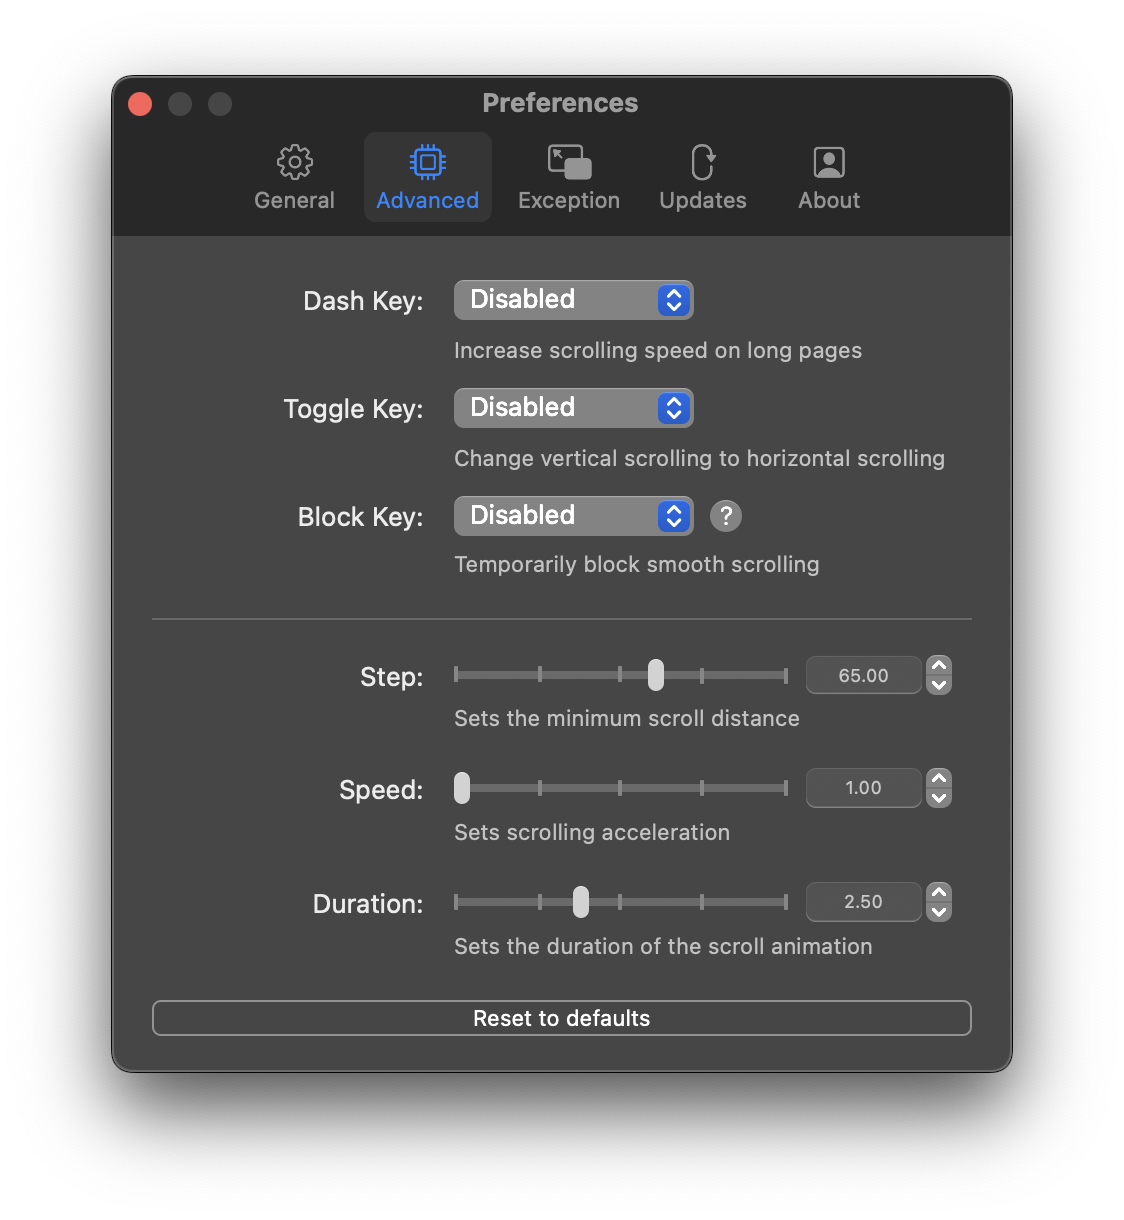 Preferences
General Advanced Exception Updates About
Dash Key: Disabled
Increase scrolling speed on long pages
Toggle Key: Disabled
Change vertical scrolling to horizontal scrolling
Block Key: Disabled ?
Temporarily block smooth scrolling
Step: 65.00
Sets the minimum scroll distance
Speed: 1.00
Sets scrolling acceleration
Duration: 2.50
Sets the duration of the scroll animation
Reset to defaults